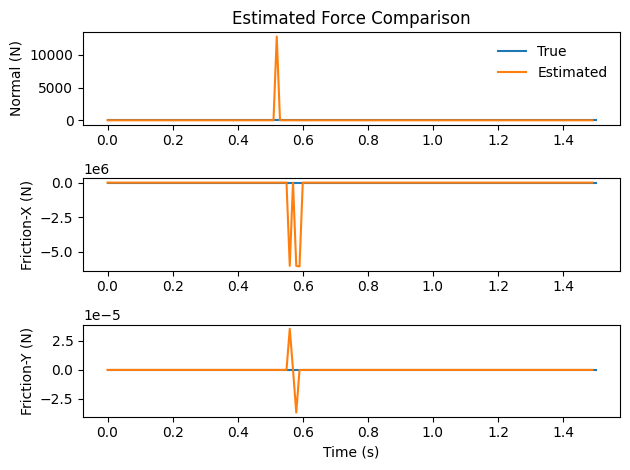 Estimated Force Comparison
Normal (N)
10000
5000
0
True
Estimated
0.0 0.2 0.4 0.6 0.8 1.0 1.2 1.4
1e6
Friction-X (N)
0.0
−2.5
−5.0
0.0 0.2 0.4 0.6 0.8 1.0 1.2 1.4
1e−5
Friction-Y (N)
2.5
0.0
−2.5
0.0 0.2 0.4 0.6 0.8 1.0 1.2 1.4
Time (s)